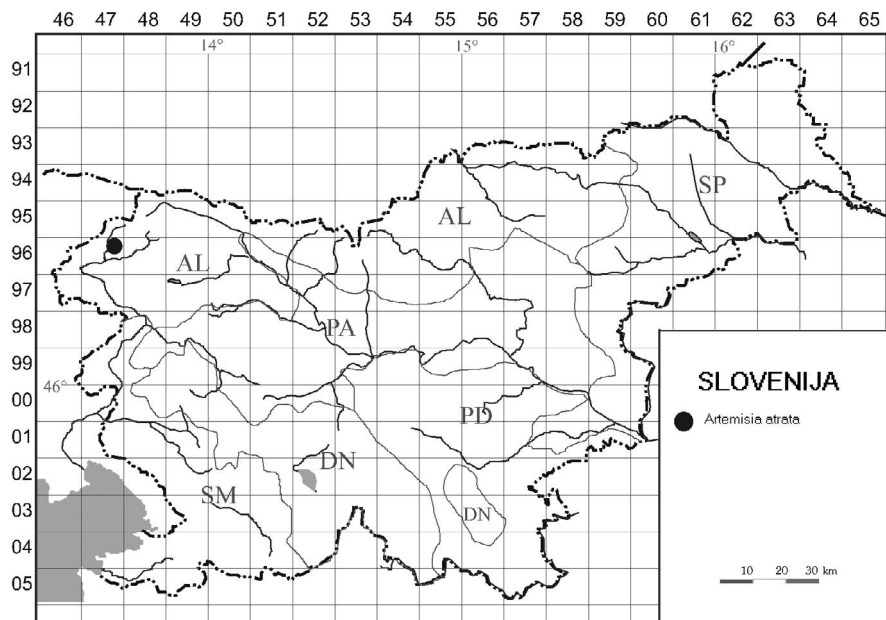 46 47 48 49 50 51 52 53 54 55 56 57 58 59 60 61 62 63 64 65
14° 15° 16°
91
92
93
94
SP
95
AL
96
AL
97
98
PA
99
SLOVENIJA
46°
00
PD
Artemisia atrata
01
DN
02
SM
03
DN
04
05
10 20 30 km